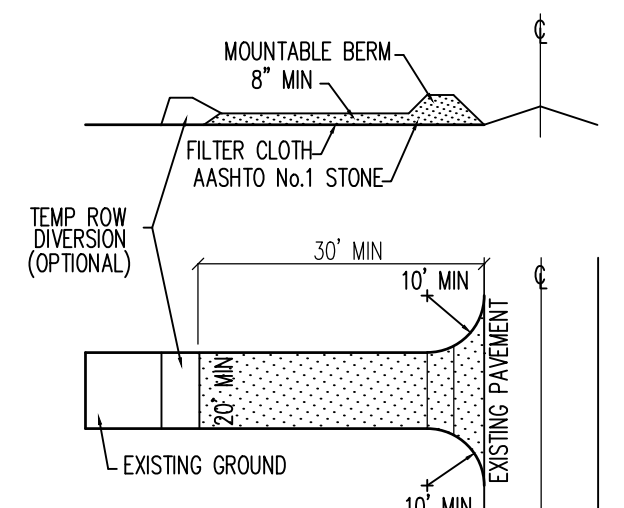 ℄
MOUNTABLE BERM
8" MIN
FILTER CLOTH
AASHTO No.1 STONE
TEMP ROW
DIVERSION
(OPTIONAL)
30' MIN
℄
10' MIN
20' MIN
EXISTING PAVEMENT
EXISTING GROUND
10' MIN